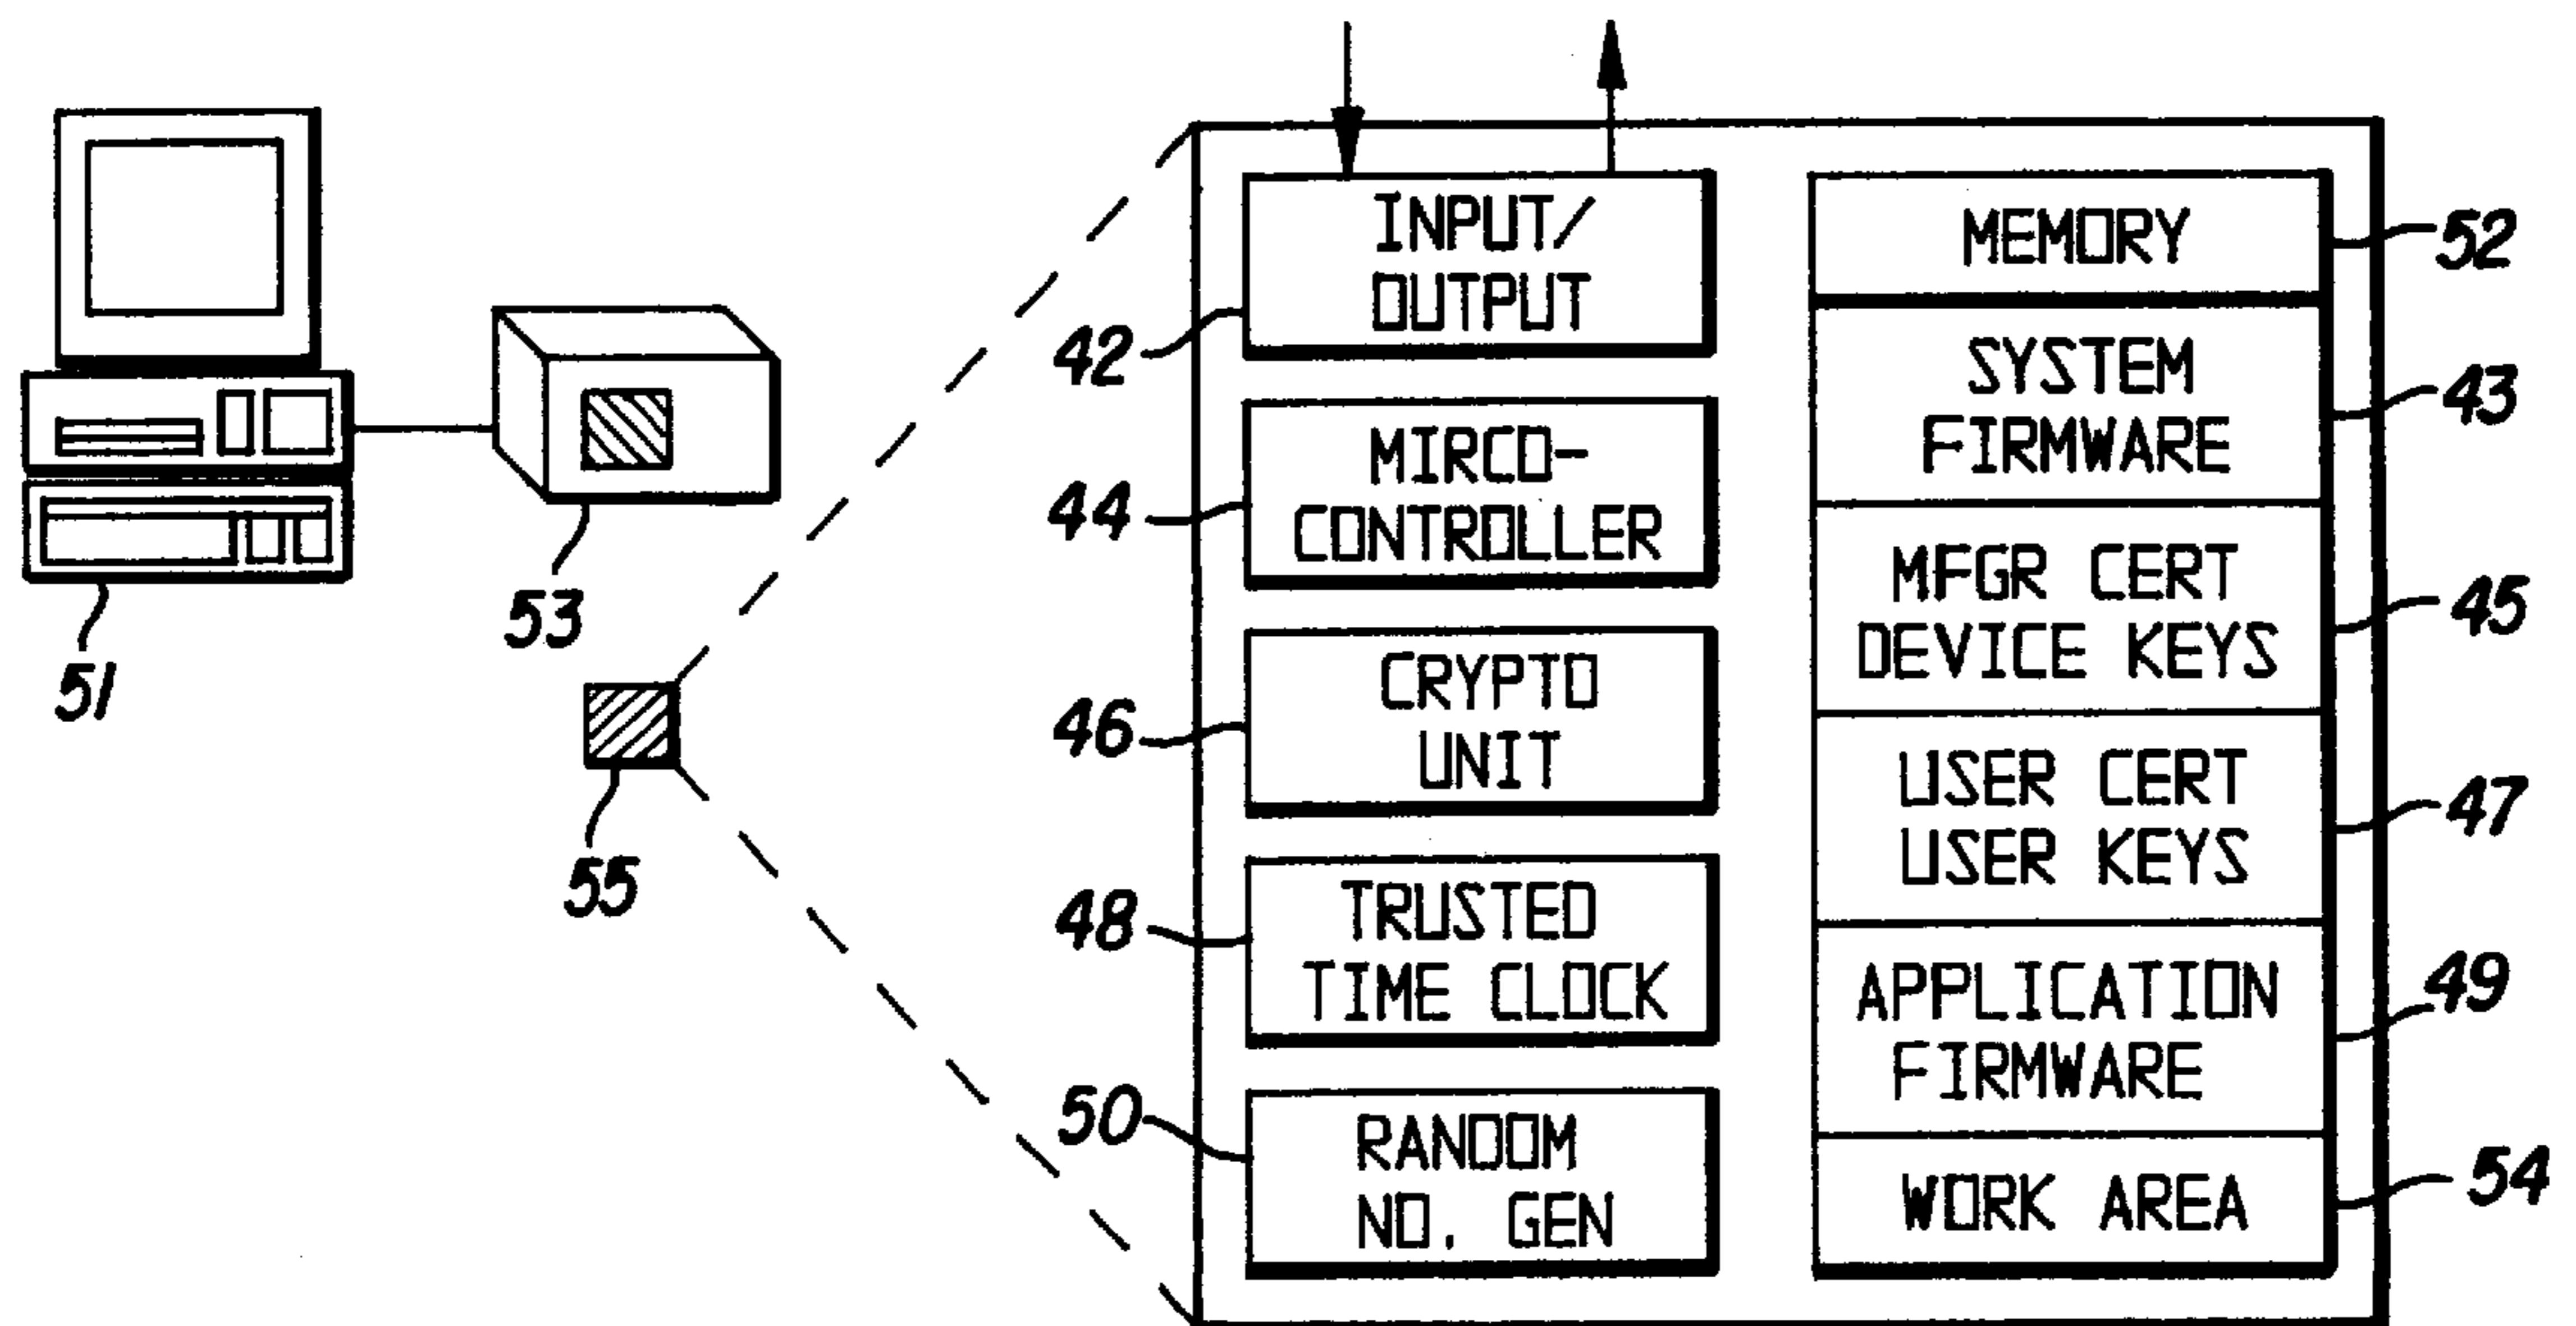 51
53
55
INPUT/
OUTPUT
42
MIRCO-
CONTROLLER
44
CRYPTO
UNIT
46
TRUSTED
TIME CLOCK
48
RANDOM
NO. GEN
50
MEMORY
52
SYSTEM
FIRMWARE
43
MFGR CERT
DEVICE KEYS
45
USER CERT
USER KEYS
47
APPLICATION
FIRMWARE
49
WORK AREA
54